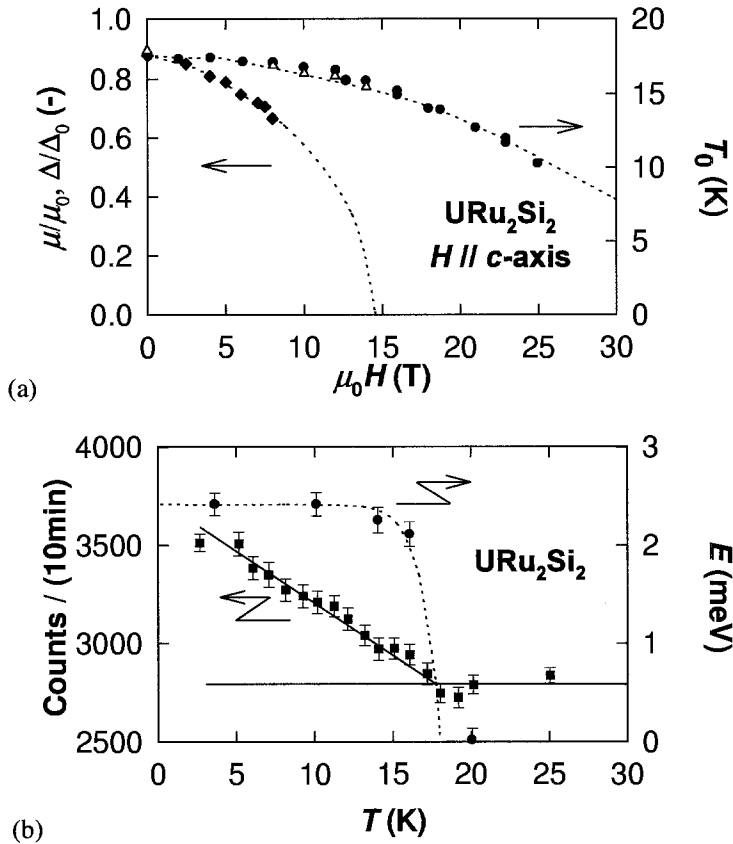 1.0
0.8
0.6
0.4
0.2
0.0
μ/μ₀, Δ/Δ₀ (-)
20
15
10
5
0
T₀ (K)
URu₂Si₂
H // c-axis
0 5 10 15 20 25 30
μ₀H (T)
(a)
4000
3500
3000
2500
Counts / (10min)
3
2
1
0
E (meV)
URu₂Si₂
0 5 10 15 20 25 30
T (K)
(b)